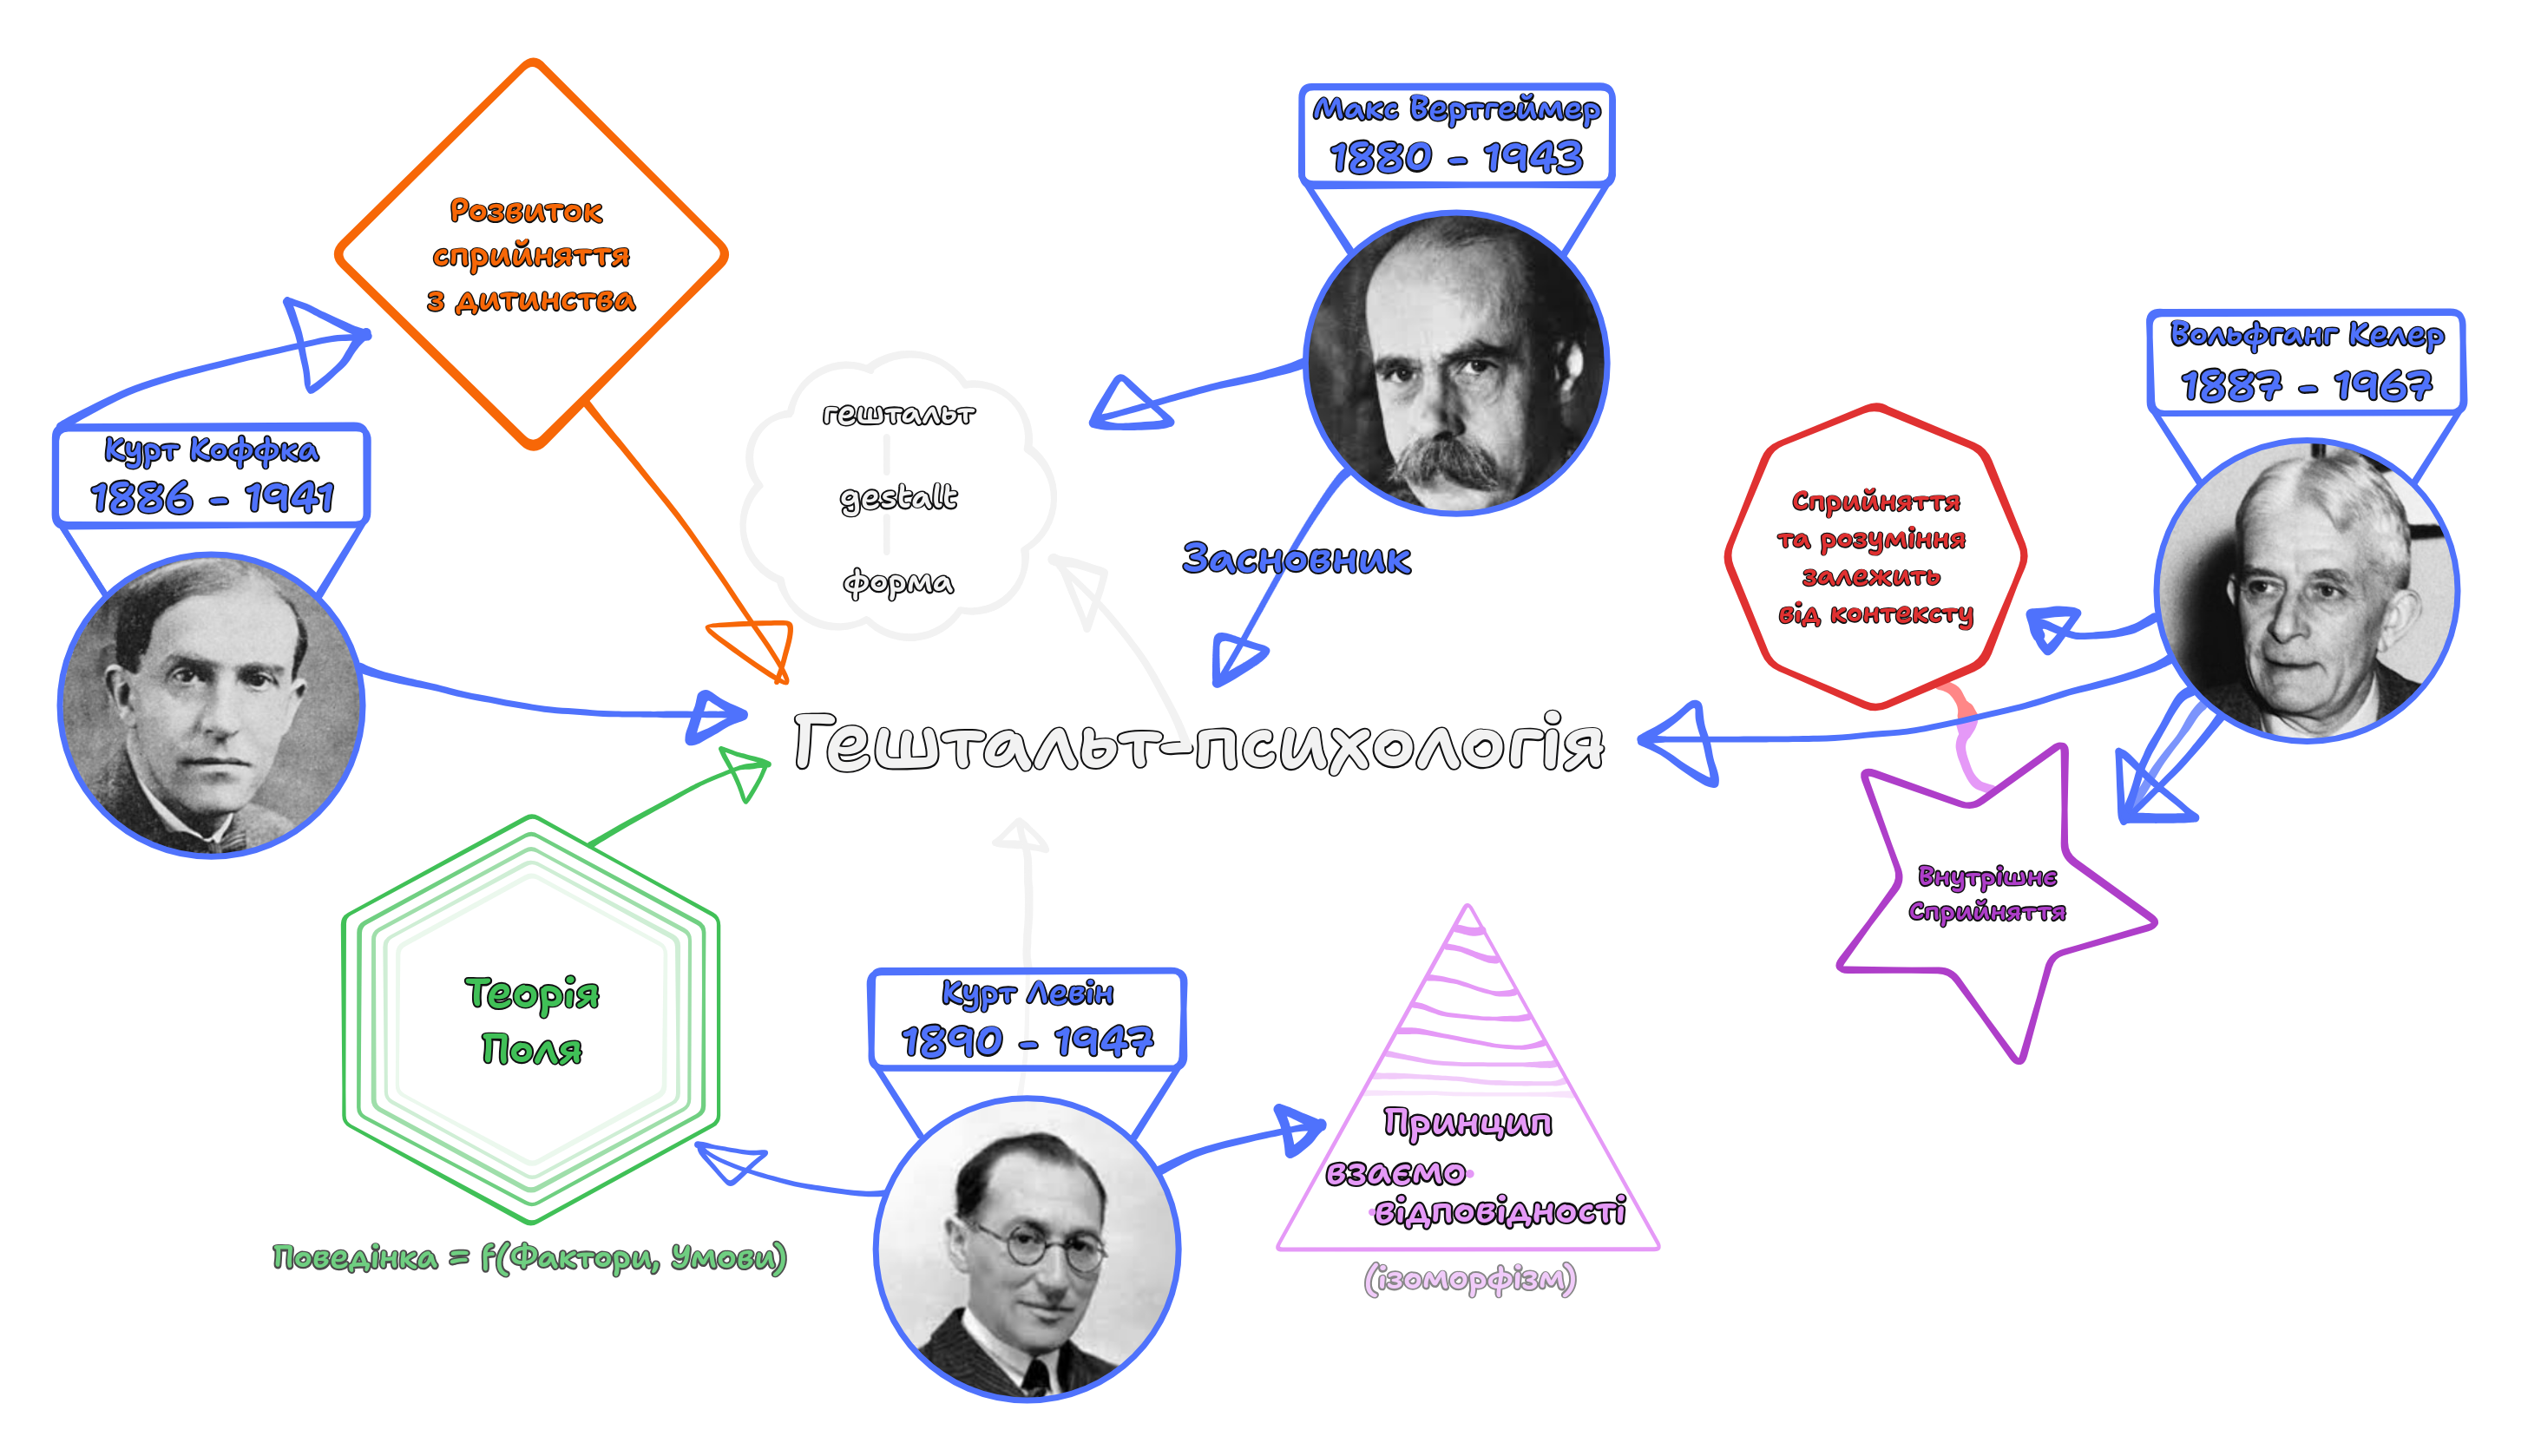 Розвиток
сприйняття
з дитинства
Макс Вертгеймер
1880 - 1943
Вольфганг Келер
1887 - 1967
Курт Коффка
1886 - 1941
гештальт
gestalt
форма
Засновник
Сприйняття
та розуміння
залежить
від контексту
Гештальт-психологія
Внутрішнє
Сприйняття
Теорія
Поля
Поведінка = f(Фактори, Умови)
Курт Левін
1890 - 1947
Принцип
взаємо-
-відповідності
(ізоморфізм)